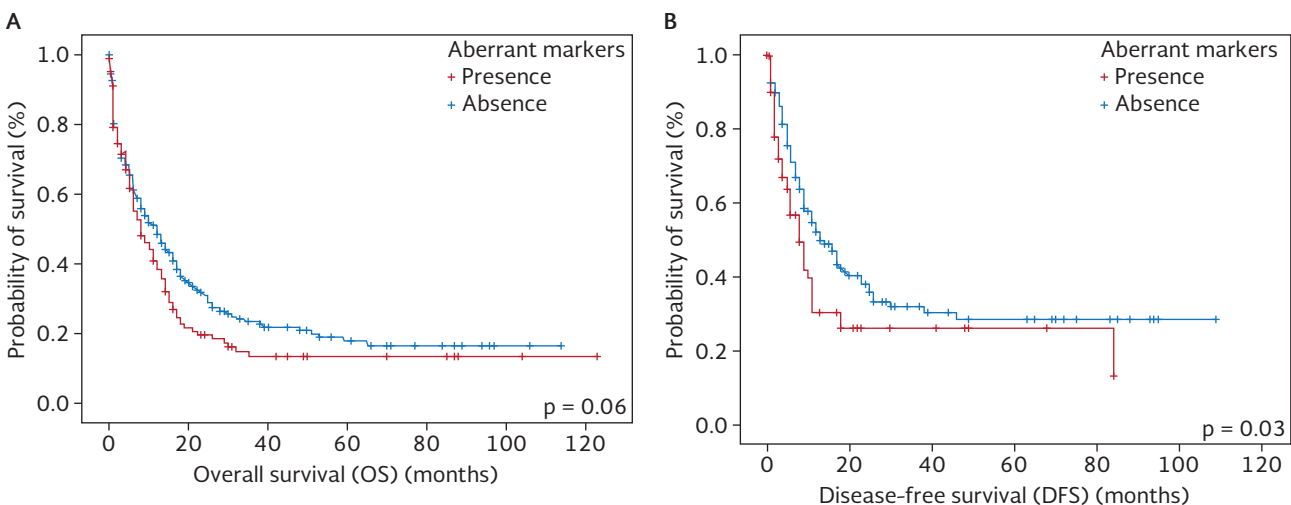 A
Aberrant markers
Presence
Absence
Probability of survival (%)
1.0
0.8
0.6
0.4
0.2
0.0
p = 0.06
0 20 40 60 80 100 120
Overall survival (OS) (months)
B
Aberrant markers
Presence
Absence
Probability of survival (%)
1.0
0.8
0.6
0.4
0.2
0.0
p = 0.03
0 20 40 60 80 100 120
Disease-free survival (DFS) (months)